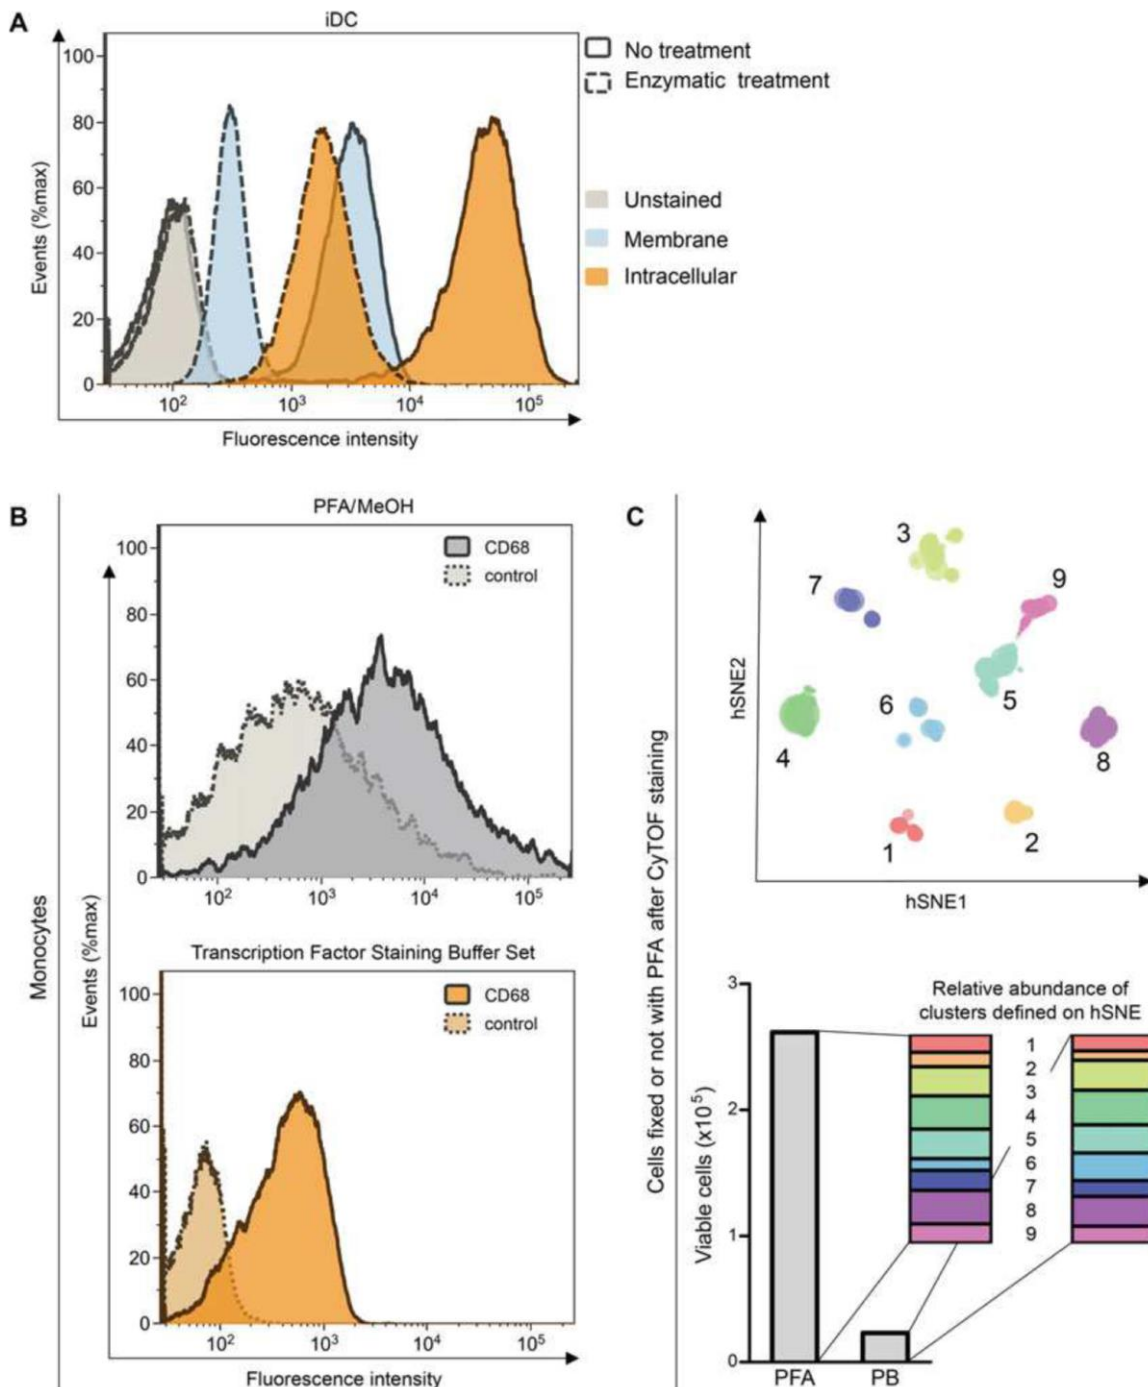 A
iDC
No treatment
Enzymatic treatment
Unstained
Membrane
Intracellular
Events (%max)
100
80
60
40
20
0
10²
10³
10⁴
10⁵
Fluorescence intensity
B
Monocytes
Events (%max)
PFA/MeOH
CD68
control
100
80
60
40
20
0
10²
10³
10⁴
10⁵
Transcription Factor Staining Buffer Set
CD68
control
100
80
60
40
20
0
10²
10³
10⁴
10⁵
Fluorescence intensity
C
Cells fixed or not with PFA after CyTOF staining
hSNE2
3
7
9
6
5
4
8
1
2
hSNE1
Viable cells (x10⁵)
3
2
1
0
Relative abundance of
clusters defined on hSNE
1
2
3
4
5
6
7
8
9
PFA
PB